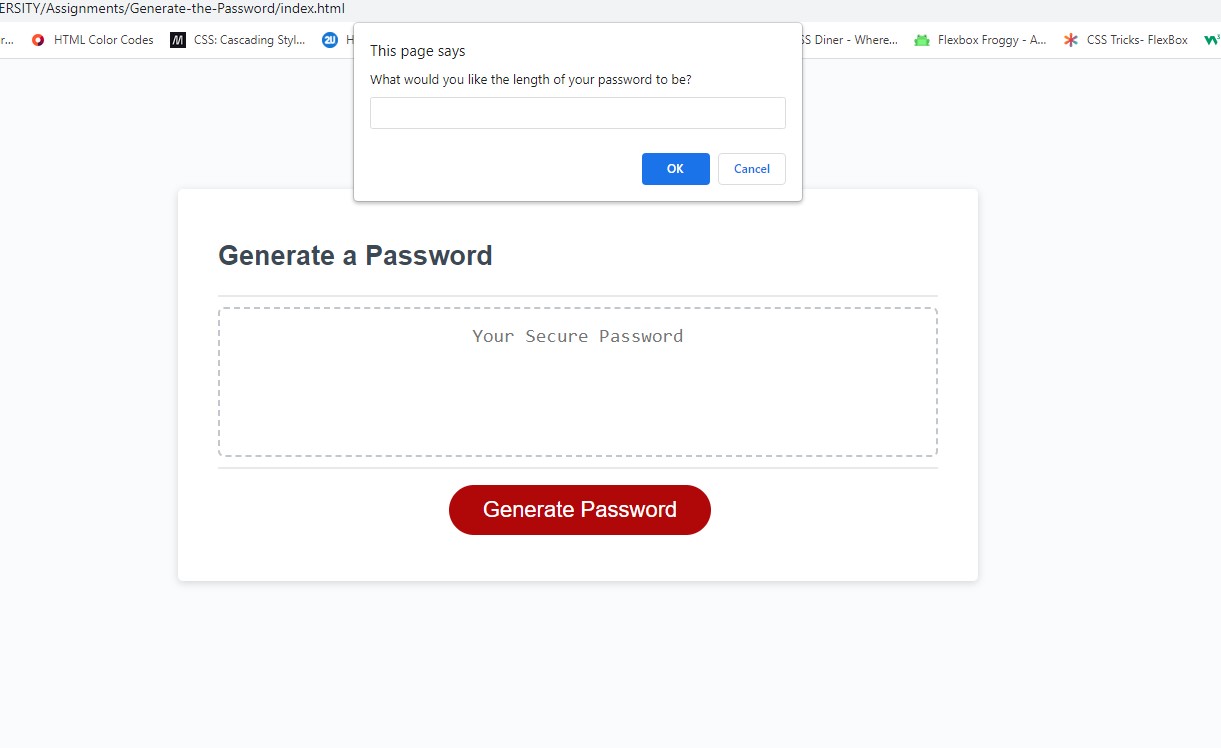 ERSITY/Assignments/Generate-the-Password/index.html
r... HTML Color Codes M CSS: Cascading Styl... 2U H SS Diner - Where... Flexbox Froggy - A... CSS Tricks- FlexBox
This page says
What would you like the length of your password to be?
OK Cancel
Generate a Password
Your Secure Password
Generate Password